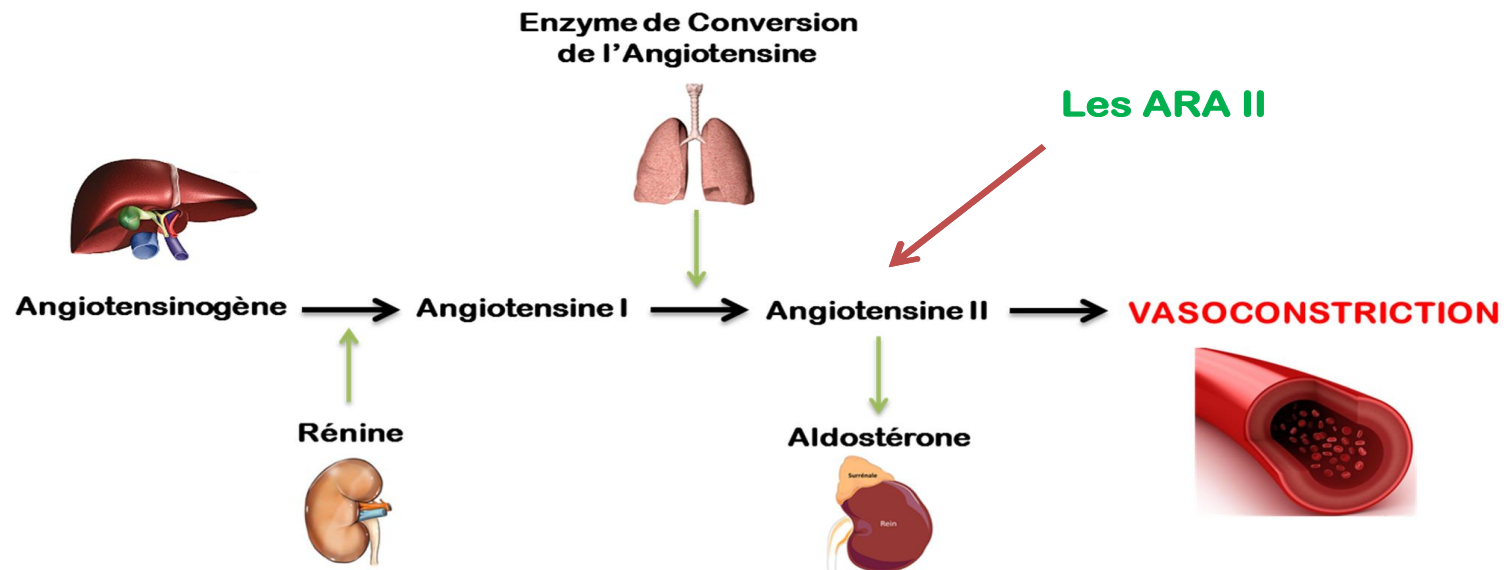 Enzyme de Conversion
de l'Angiotensine
Les ARA II
Angiotensinogène
Angiotensine I
Angiotensine II
VASOCONSTRICTION
Rénine
Aldostérone
Surrénale
Rein